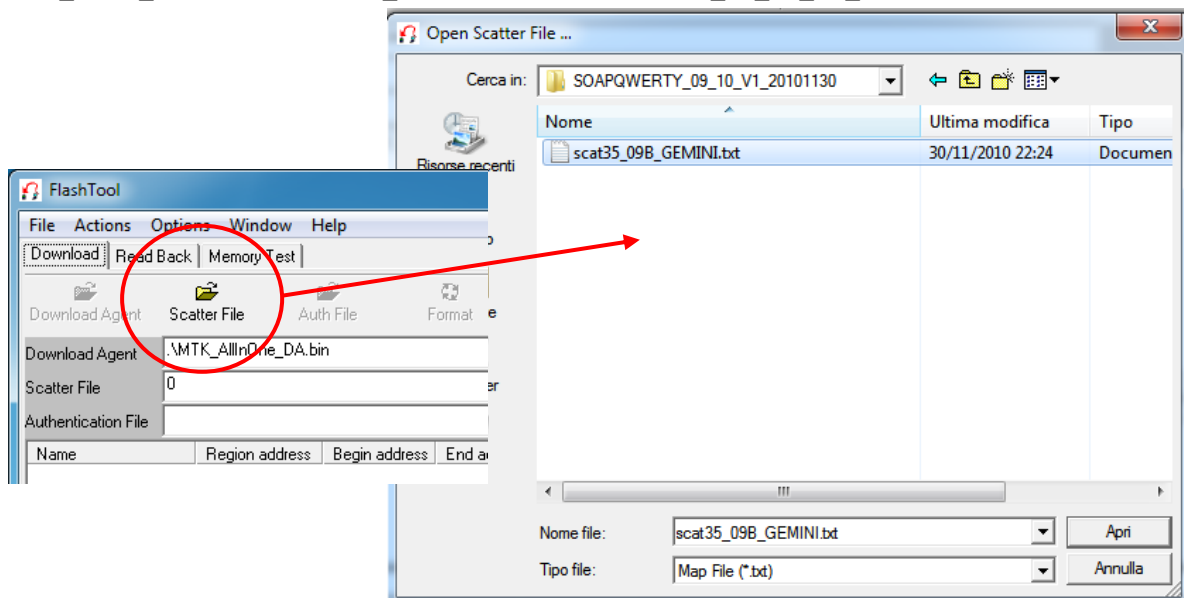 Open Scatter File ...
Cerca in: SOAPQWERTY_09_10_V1_20101130
Nome Ultima modifica Tipo
scat35_09B_GEMINI.txt 30/11/2010 22:24 Documen
Risorse recenti
FlashTool
File Actions Options Window Help
Download Read Back Memory Test
Download Agent Scatter File Auth File Format
Download Agent .\MTK_AllInOne_DA.bin
Scatter File 0
Authentication File
Name Region address Begin address End a
Nome file: scat35_09B_GEMINI.txt Apri
Tipo file: Map File (*.txt) Annulla